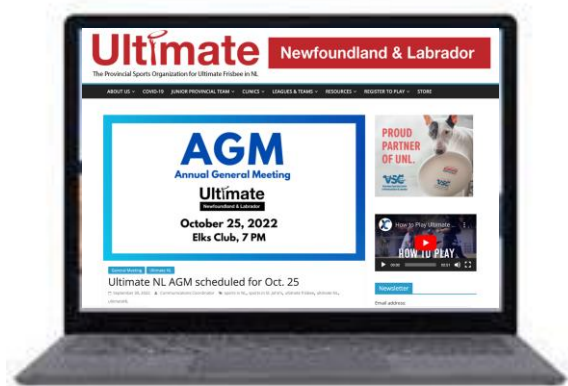 Ultimate
Newfoundland & Labrador
The Provincial Sports Organization for Ultimate Frisbee in NL
ABOUT US COVID-19 JUNIOR PROVINCIAL TEAM CLINICS LEAGUES & TEAMS RESOURCES REGISTER TO PLAY STORE
AGM
Annual General Meeting
Ultimate
Newfoundland & Labrador
October 25, 2022
Elks Club, 7 PM
PROUD
PARTNER
OF UNL.
VSC
How to Play Ultimate
HOW TO PLAY
General Meeting Ultimate NL
Ultimate NL AGM scheduled for Oct. 25
Communications Coordinator
Newsletter
Email address: